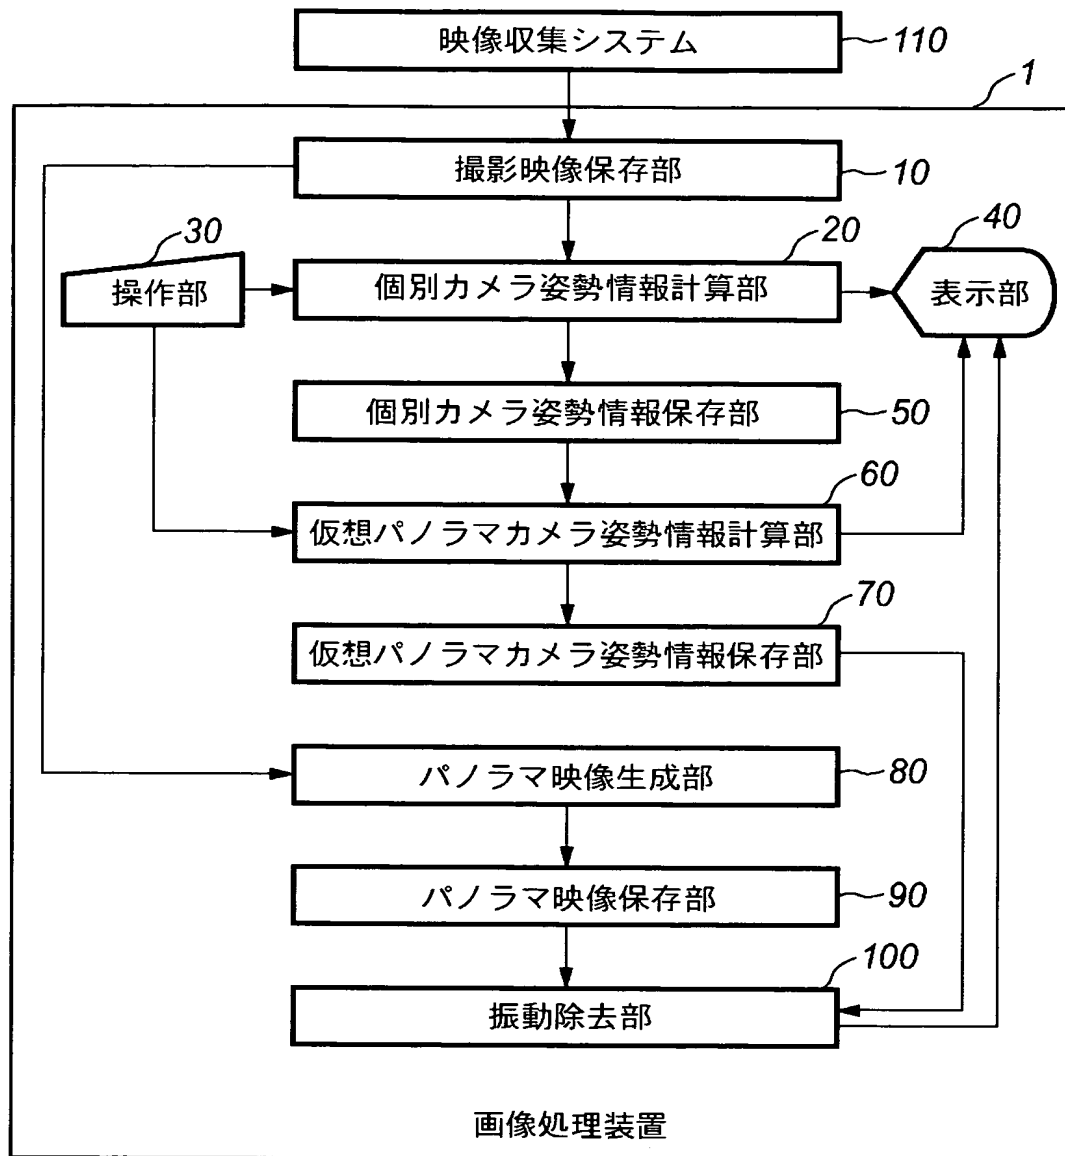 映像収集システム
110
1
撮影映像保存部
10
30
20
40
操作部
個別カメラ姿勢情報計算部
表示部
個別カメラ姿勢情報保存部
50
60
仮想パノラマカメラ姿勢情報計算部
70
仮想パノラマカメラ姿勢情報保存部
パノラマ映像生成部
80
パノラマ映像保存部
90
100
振動除去部
画像処理装置